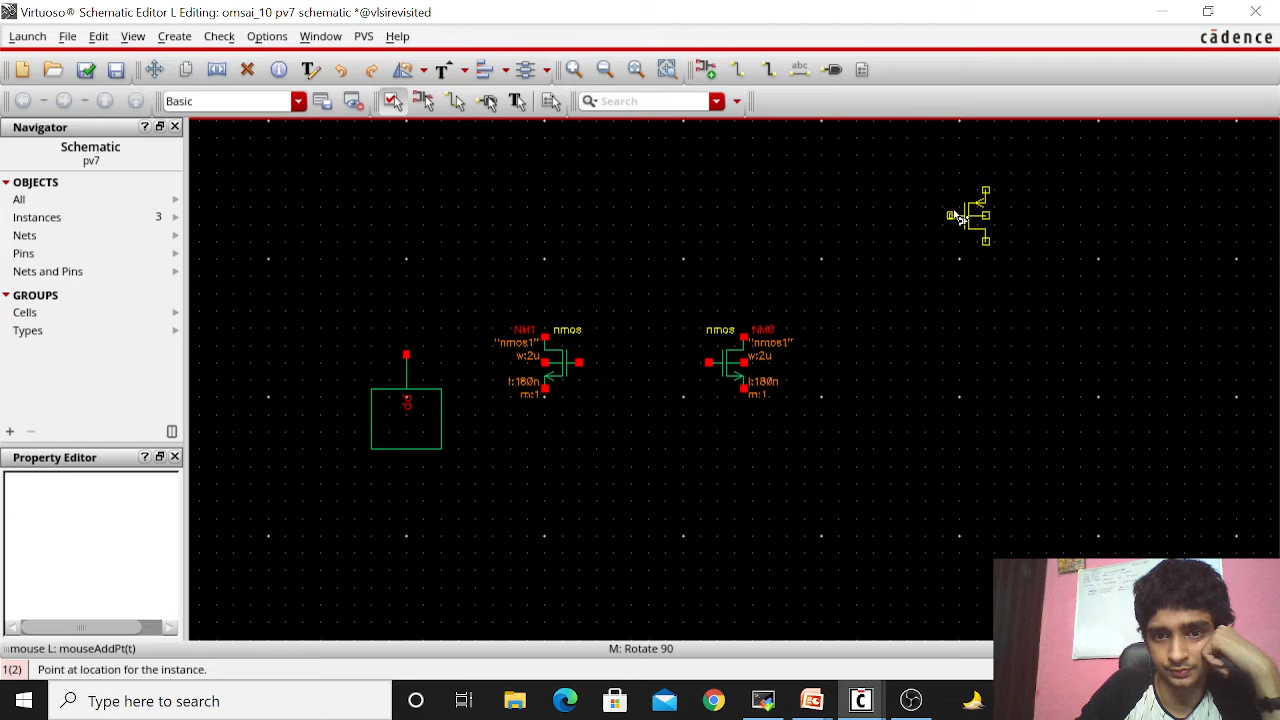 Virtuoso® Schematic Editor L Editing: omsai_10 pv7 schematic *@vlsirevisited
Launch File Edit View Create Check Options Window PVS Help
cādence
Basic
Search
Navigator
Schematic
pv7
OBJECTS
All
Instances 3
Nets
Pins
Nets and Pins
GROUPS
Cells
Types
Property Editor
NM1 nmos
"nmos1"
w:2u
l:180n
m:1
nmos NM0
"nmos1"
w:2u
l:180n
m:1
mouse L: mouseAddPt(t)
M: Rotate 90
1(2) Point at location for the instance.
Type here to search